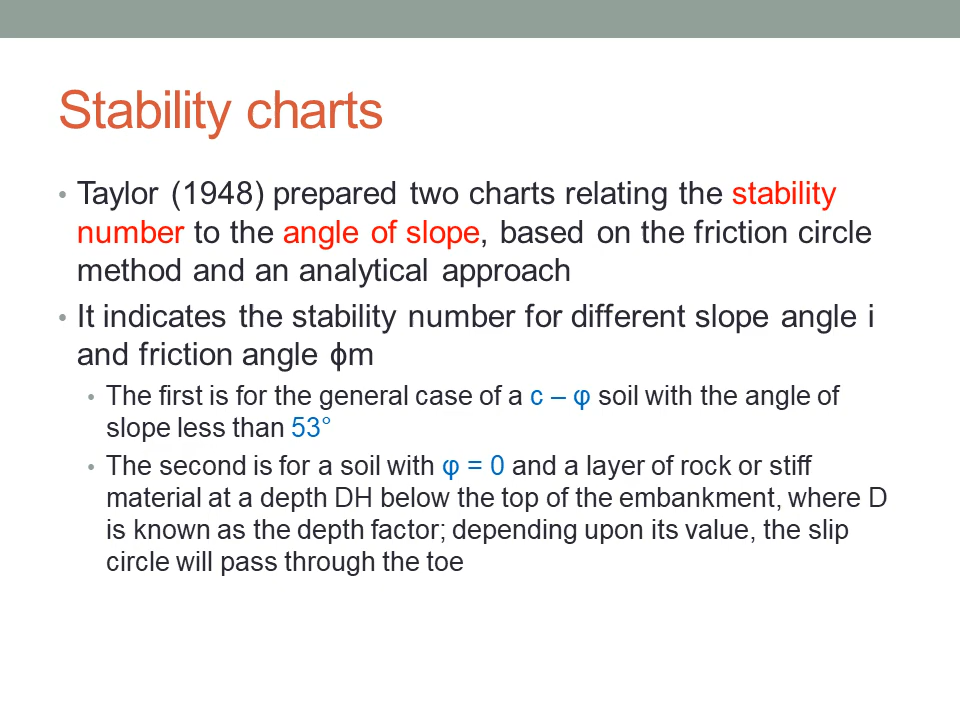 Stability charts
• Taylor (1948) prepared two charts relating the stability
number to the angle of slope, based on the friction circle
method and an analytical approach
• It indicates the stability number for different slope angle i
and friction angle ϕm
• The first is for the general case of a c – φ soil with the angle of
slope less than 53°
• The second is for a soil with φ = 0 and a layer of rock or stiff
material at a depth DH below the top of the embankment, where D
is known as the depth factor; depending upon its value, the slip
circle will pass through the toe